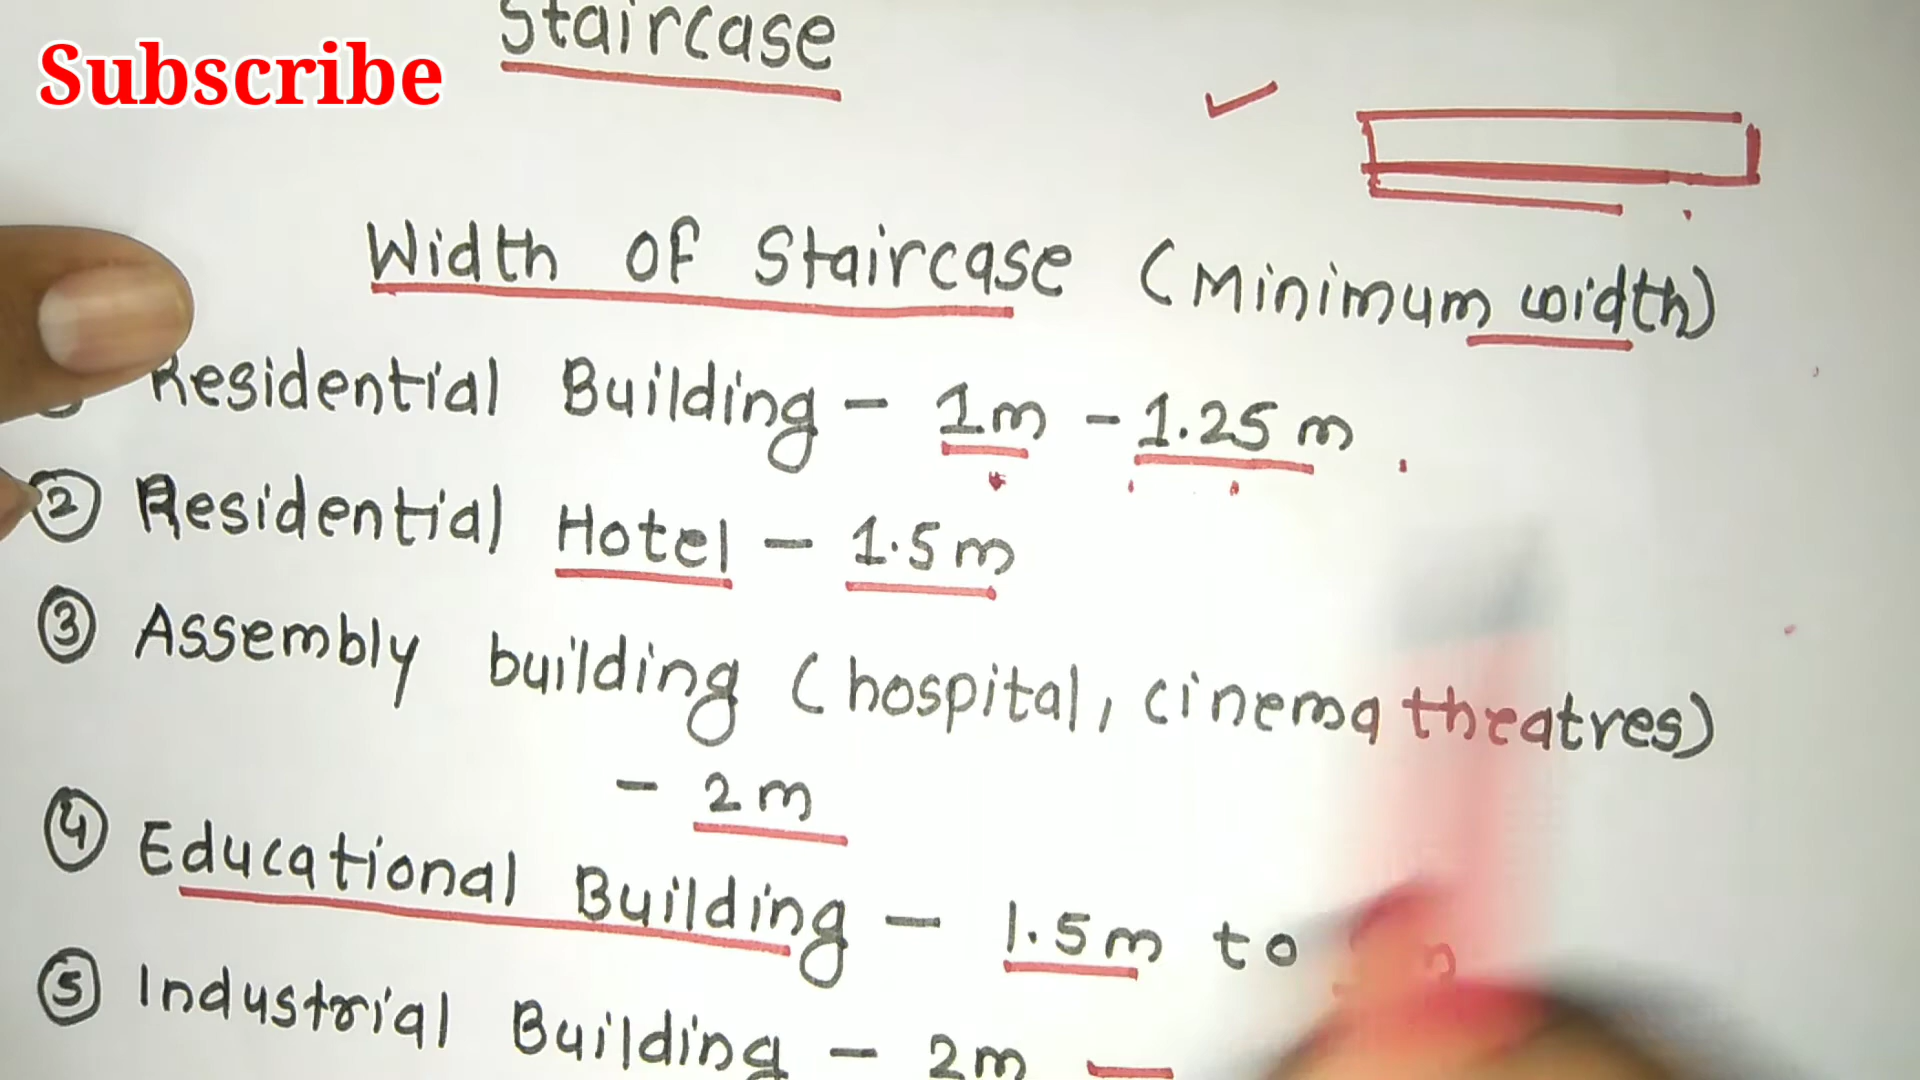 Staircase
Subscribe
Width of Staircase (Minimum width)
Residential Building - 1m - 1.25 m
② Residential Hotel - 1.5m
③ Assembly building (hospital, cinema theatres)
- 2m
④ Educational Building - 1.5m to
⑤ Industrial Building - 2m